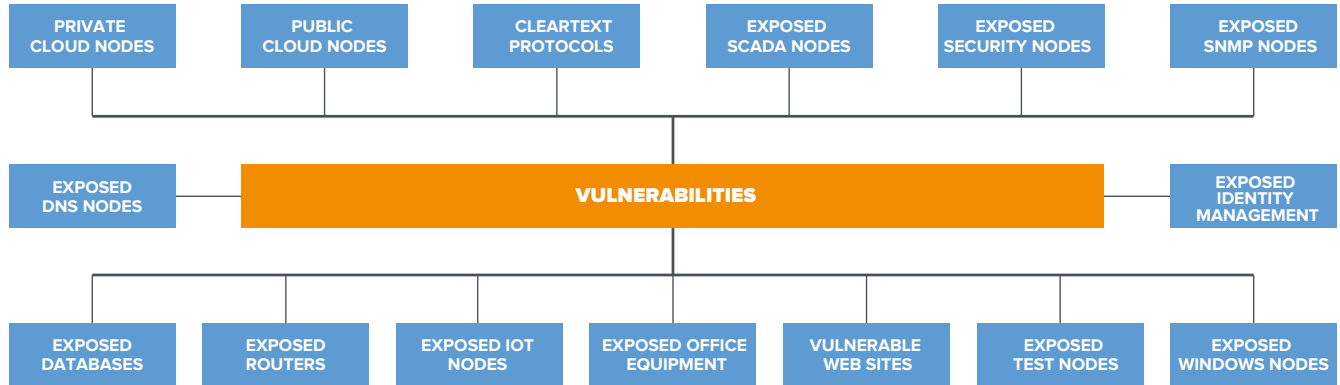 PRIVATE
CLOUD NODES
PUBLIC
CLOUD NODES
CLEARTEXT
PROTOCOLS
EXPOSED
SCADA NODES
EXPOSED
SECURITY NODES
EXPOSED
SNMP NODES
EXPOSED
DNS NODES
VULNERABILITIES
EXPOSED
IDENTITY
MANAGEMENT
EXPOSED
DATABASES
EXPOSED
ROUTERS
EXPOSED IOT
NODES
EXPOSED OFFICE
EQUIPMENT
VULNERABLE
WEB SITES
EXPOSED
TEST NODES
EXPOSED
WINDOWS NODES